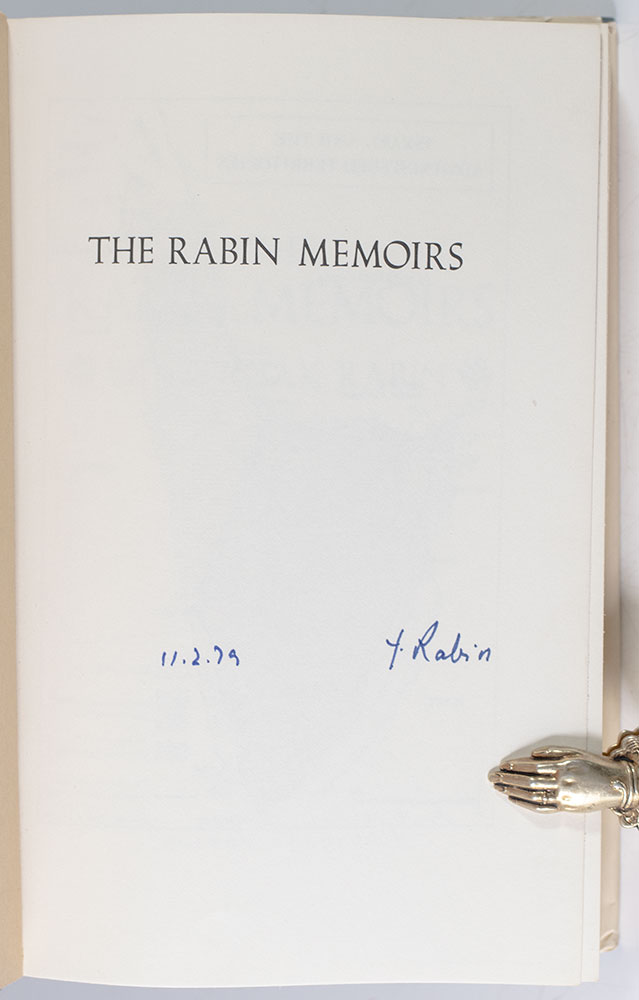 THE RABIN MEMOIRS
11.2.79 Y. Rabin